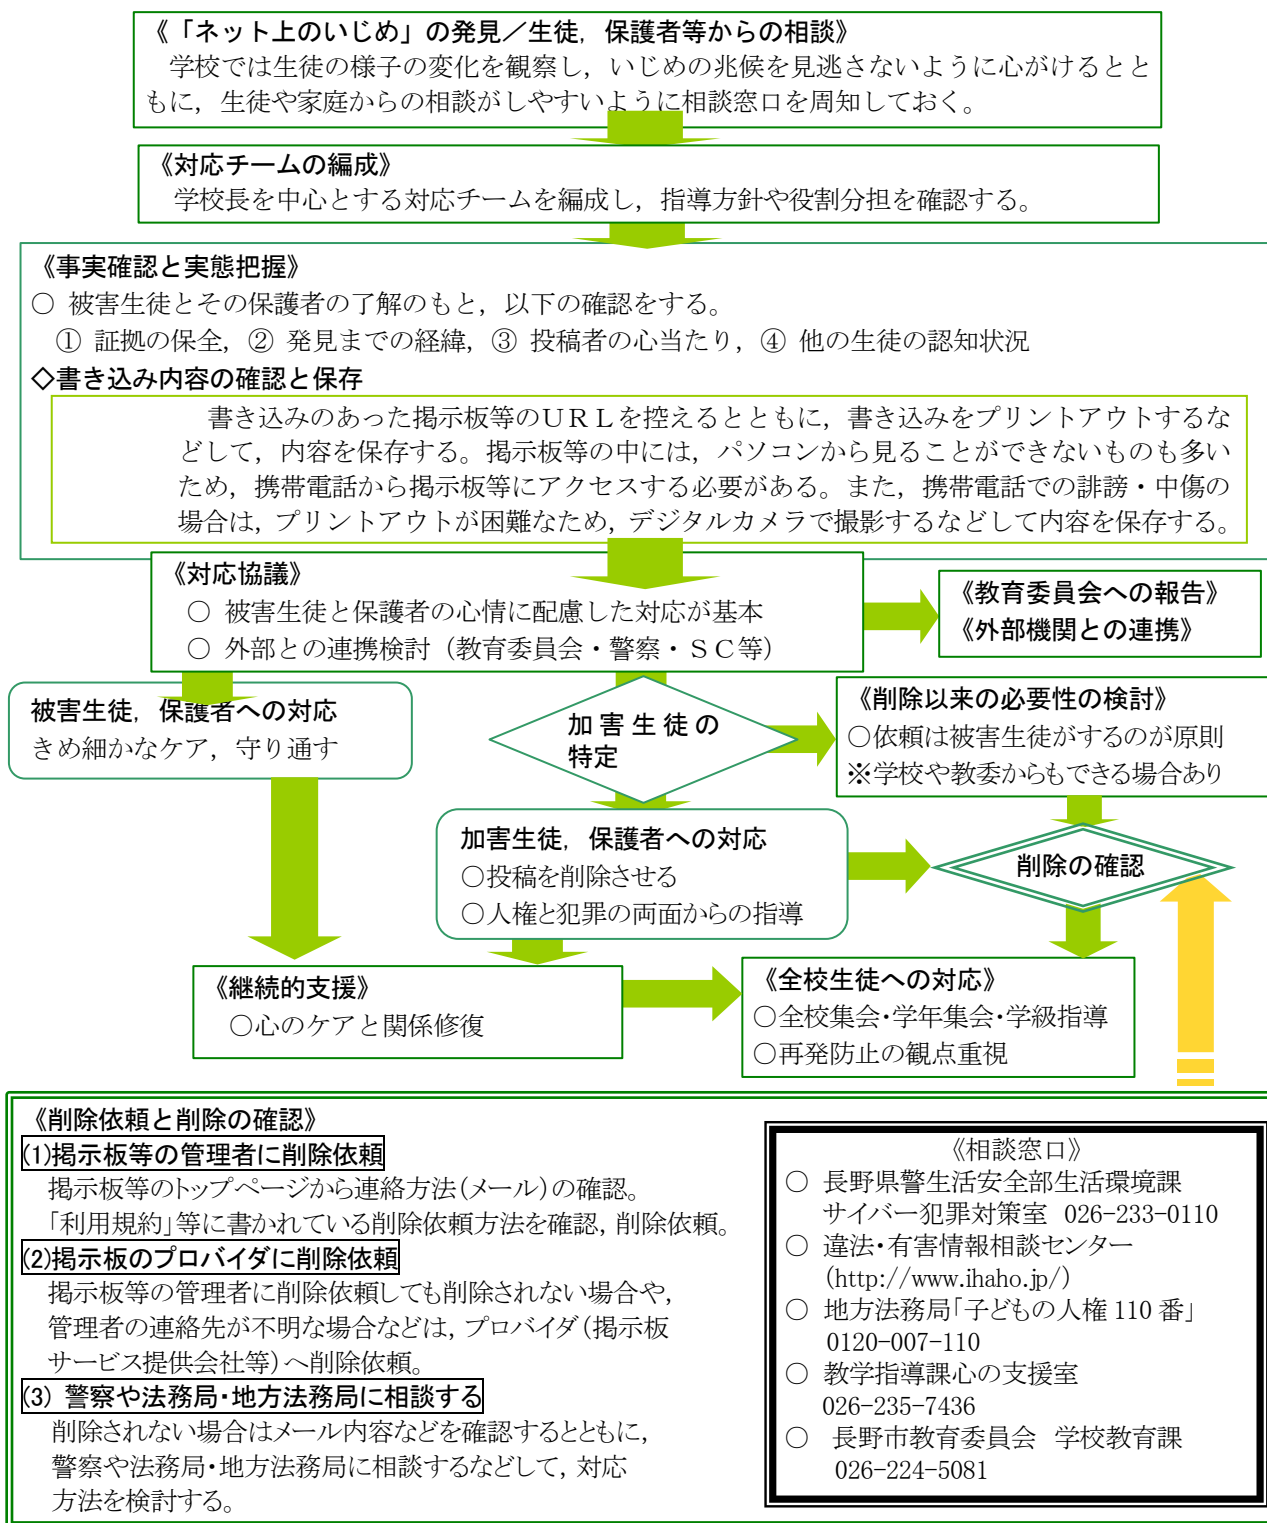 《「ネット上のいじめ」の発見／生徒，保護者等からの相談》
学校では生徒の様子の変化を観察し，いじめの兆候を見逃さないように心がけるとと
もに，生徒や家庭からの相談がしやすいように相談窓口を周知しておく。
《対応チームの編成》
学校長を中心とする対応チームを編成し，指導方針や役割分担を確認する。
《事実確認と実態把握》
○ 被害生徒とその保護者の了解のもと，以下の確認をする。
① 証拠の保全，② 発見までの経緯，③ 投稿者の心当たり，④ 他の生徒の認知状況
◇書き込み内容の確認と保存
書き込みのあった掲示板等のＵＲＬを控えるとともに，書き込みをプリントアウトするな
どして，内容を保存する。掲示板等の中には，パソコンから見ることができないものも多い
ため，携帯電話から掲示板等にアクセスする必要がある。また，携帯電話での誹謗・中傷の
場合は，プリントアウトが困難なため，デジタルカメラで撮影するなどして内容を保存する。
《対応協議》
○ 被害生徒と保護者の心情に配慮した対応が基本
○ 外部との連携検討（教育委員会・警察・ＳＣ等）
《教育委員会への報告》
《外部機関との連携》
被害生徒，保護者への対応
きめ細かなケア，守り通す
加害生徒の
特定
《削除以来の必要性の検討》
○依頼は被害生徒がするのが原則
※学校や教委からもできる場合あり
加害生徒，保護者への対応
○投稿を削除させる
○人権と犯罪の両面からの指導
削除の確認
《継続的支援》
○心のケアと関係修復
《全校生徒への対応》
○全校集会・学年集会・学級指導
○再発防止の観点重視
《削除依頼と削除の確認》
(1)掲示板等の管理者に削除依頼
掲示板等のトップページから連絡方法（メール）の確認。
「利用規約」等に書かれている削除依頼方法を確認，削除依頼。
(2)掲示板のプロバイダに削除依頼
掲示板等の管理者に削除依頼しても削除されない場合や，
管理者の連絡先が不明な場合などは，プロバイダ（掲示板
サービス提供会社等）へ削除依頼。
(3) 警察や法務局・地方法務局に相談する
削除されない場合はメール内容などを確認するとともに，
警察や法務局・地方法務局に相談するなどして，対応
方法を検討する。
《相談窓口》
○ 長野県警生活安全部生活環境課
サイバー犯罪対策室 026-233-0110
○ 違法・有害情報相談センター
(http://www.ihaho.jp/)
○ 地方法務局「子どもの人権 110 番」
0120-007-110
○ 教学指導課心の支援室
026-235-7436
○ 長野市教育委員会 学校教育課
026-224-5081